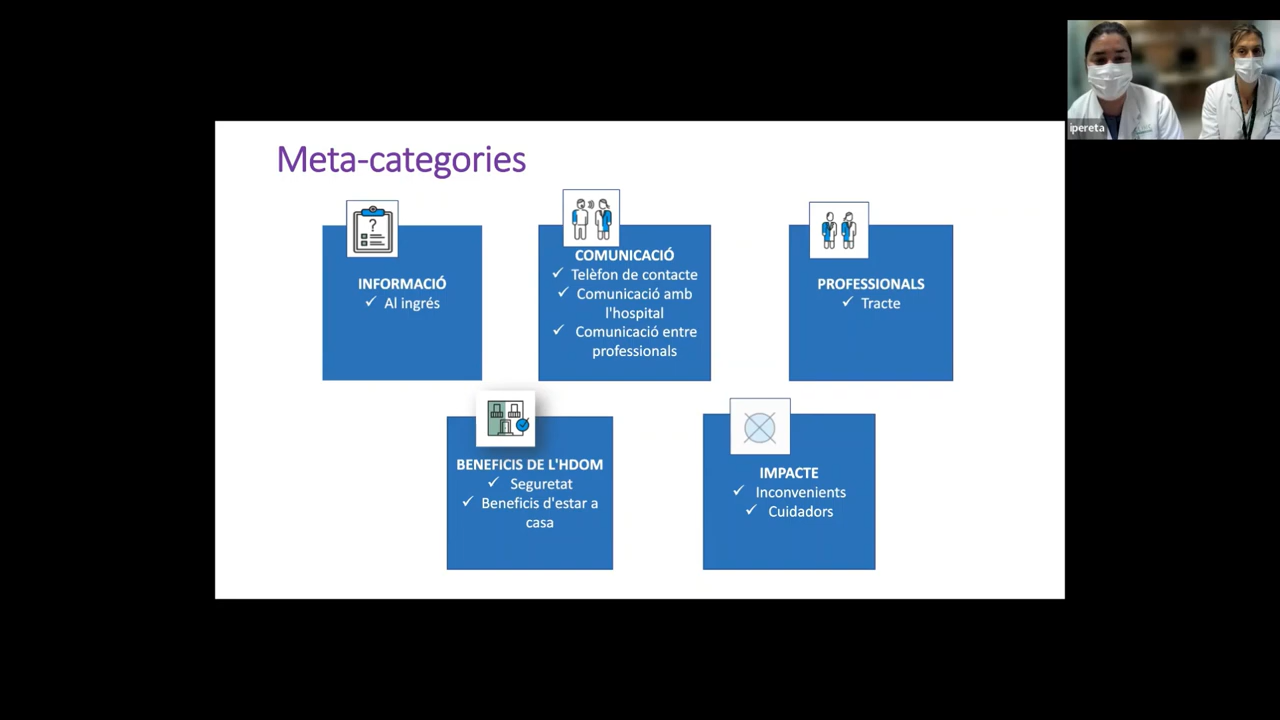 Meta-categories
?
INFORMACIÓ
✓ Al ingrés
COMUNICACIÓ
✓ Telèfon de contacte
✓ Comunicació amb
l'hospital
✓ Comunicació entre
professionals
PROFESSIONALS
✓ Tracte
BENEFICIS DE L'HDOM
✓ Seguretat
✓ Beneficis d'estar a
casa
IMPACTE
✓ Inconvenients
✓ Cuidadors
ipereta